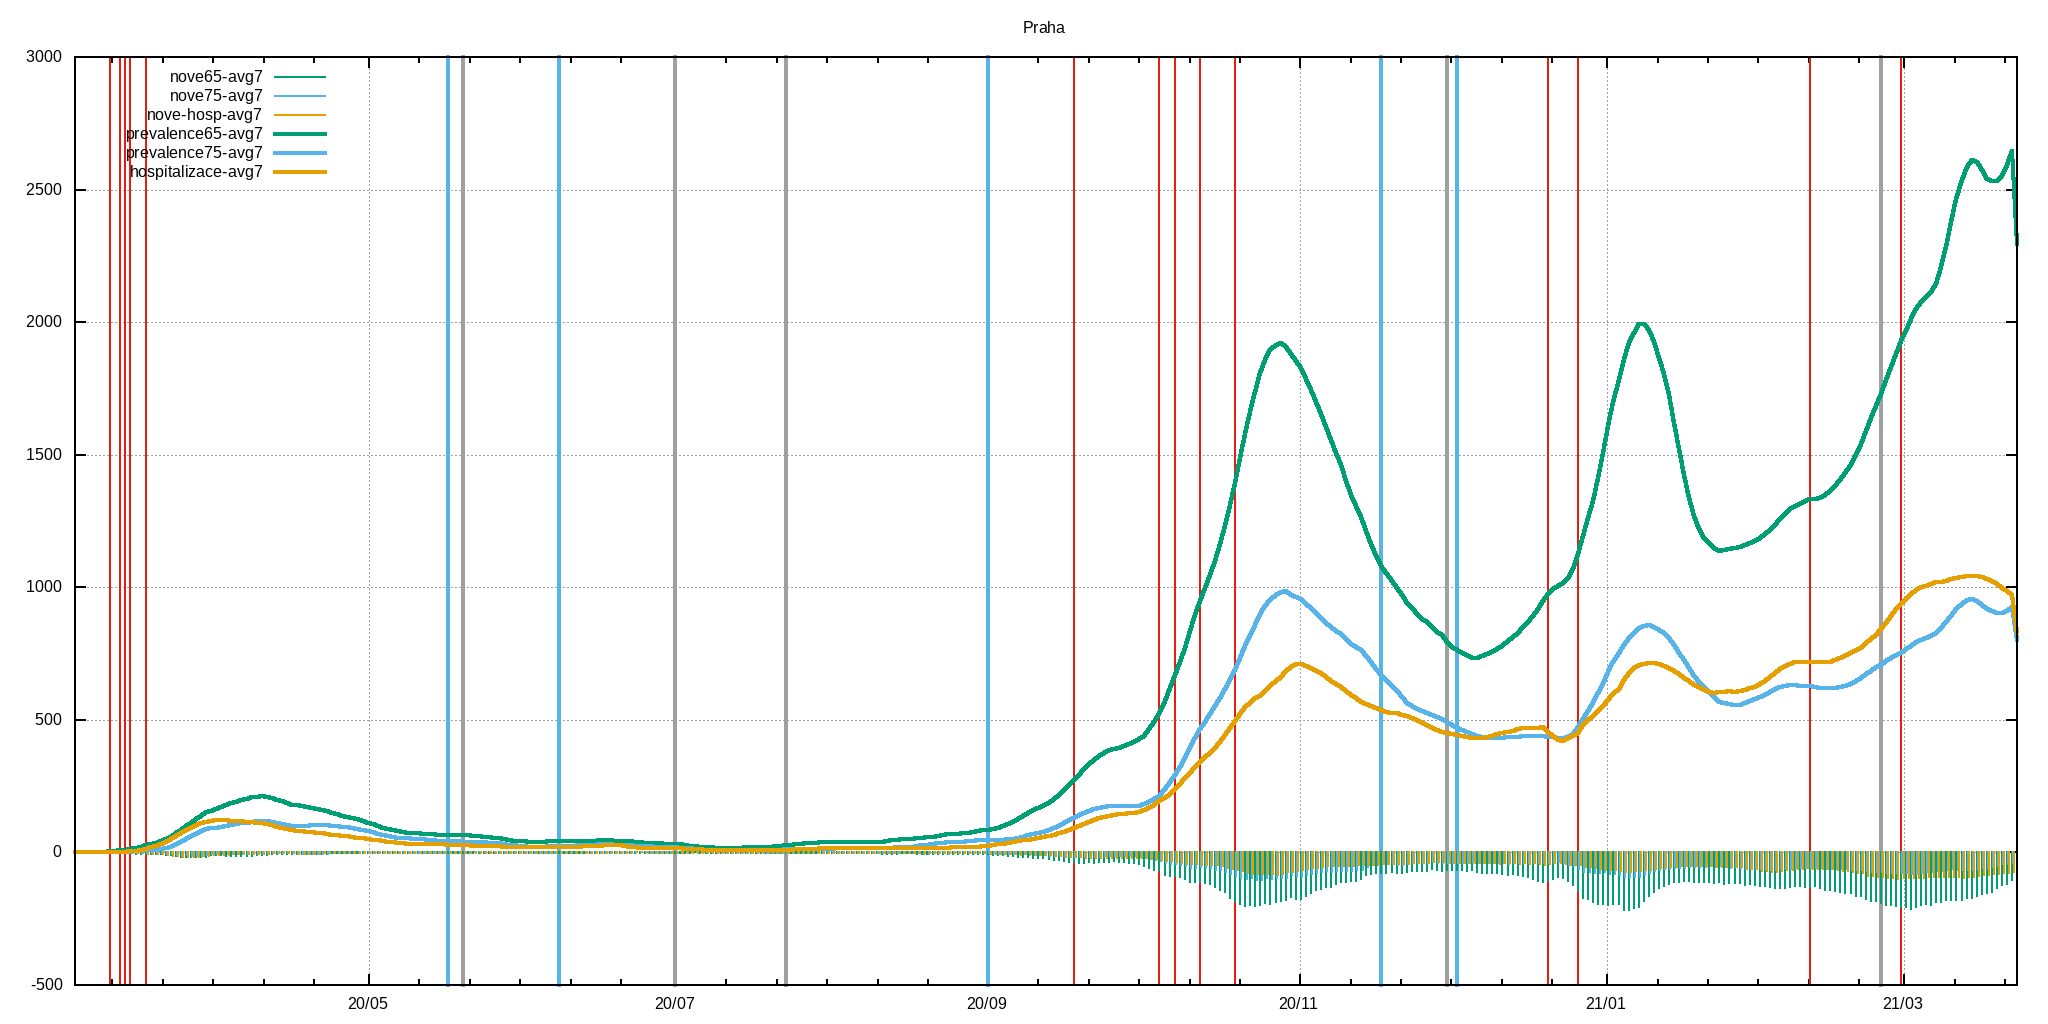 Praha
3000
nove65-avg7
nove75-avg7
nove-hosp-avg7
prevalence65-avg7
prevalence75-avg7
hospitalizace-avg7
2500
2000
1500
1000
500
0
-500
20/05
20/07
20/09
20/11
21/01
21/03